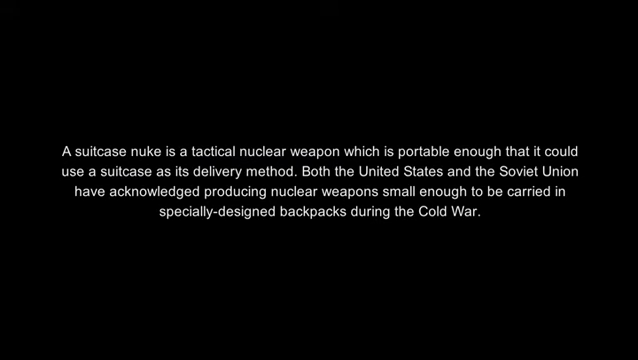 A suitcase nuke is a tactical nuclear weapon which is portable enough that it could
use a suitcase as its delivery method. Both the United States and the Soviet Union
have acknowledged producing nuclear weapons small enough to be carried in
specially-designed backpacks during the Cold War.